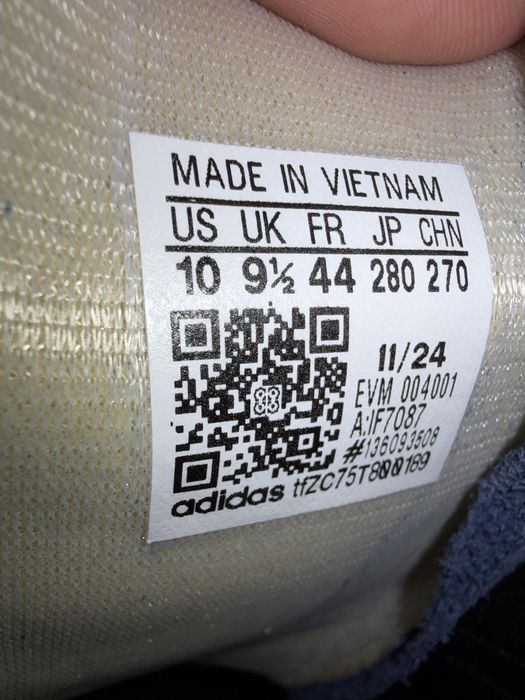 MADE IN VIETNAM
US UK FR JP CHN
10 9½ 44 280 270
11/24
EVM 004001
A:IF7087
#136093508
adidas tfZC75T800189